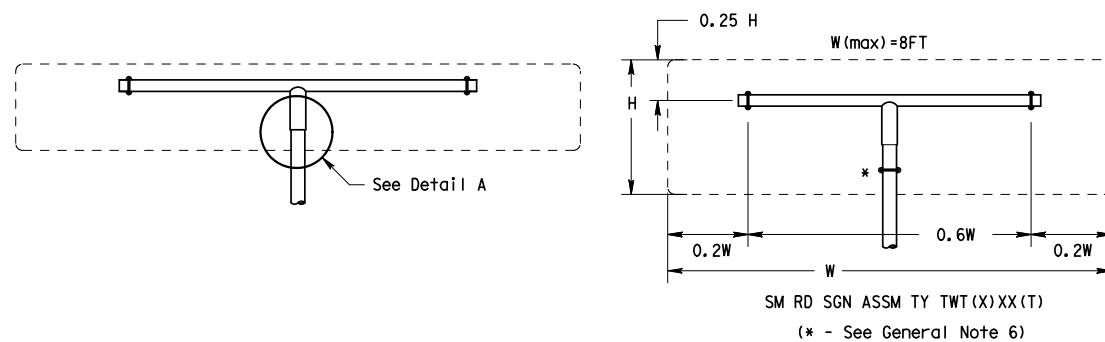 0.25 H
W(max)=8FT
H
See Detail A
*
0.2W
0.6W
0.2W
W
SM RD SGN ASSM TY TWT(X)XX(T)
(* - See General Note 6)